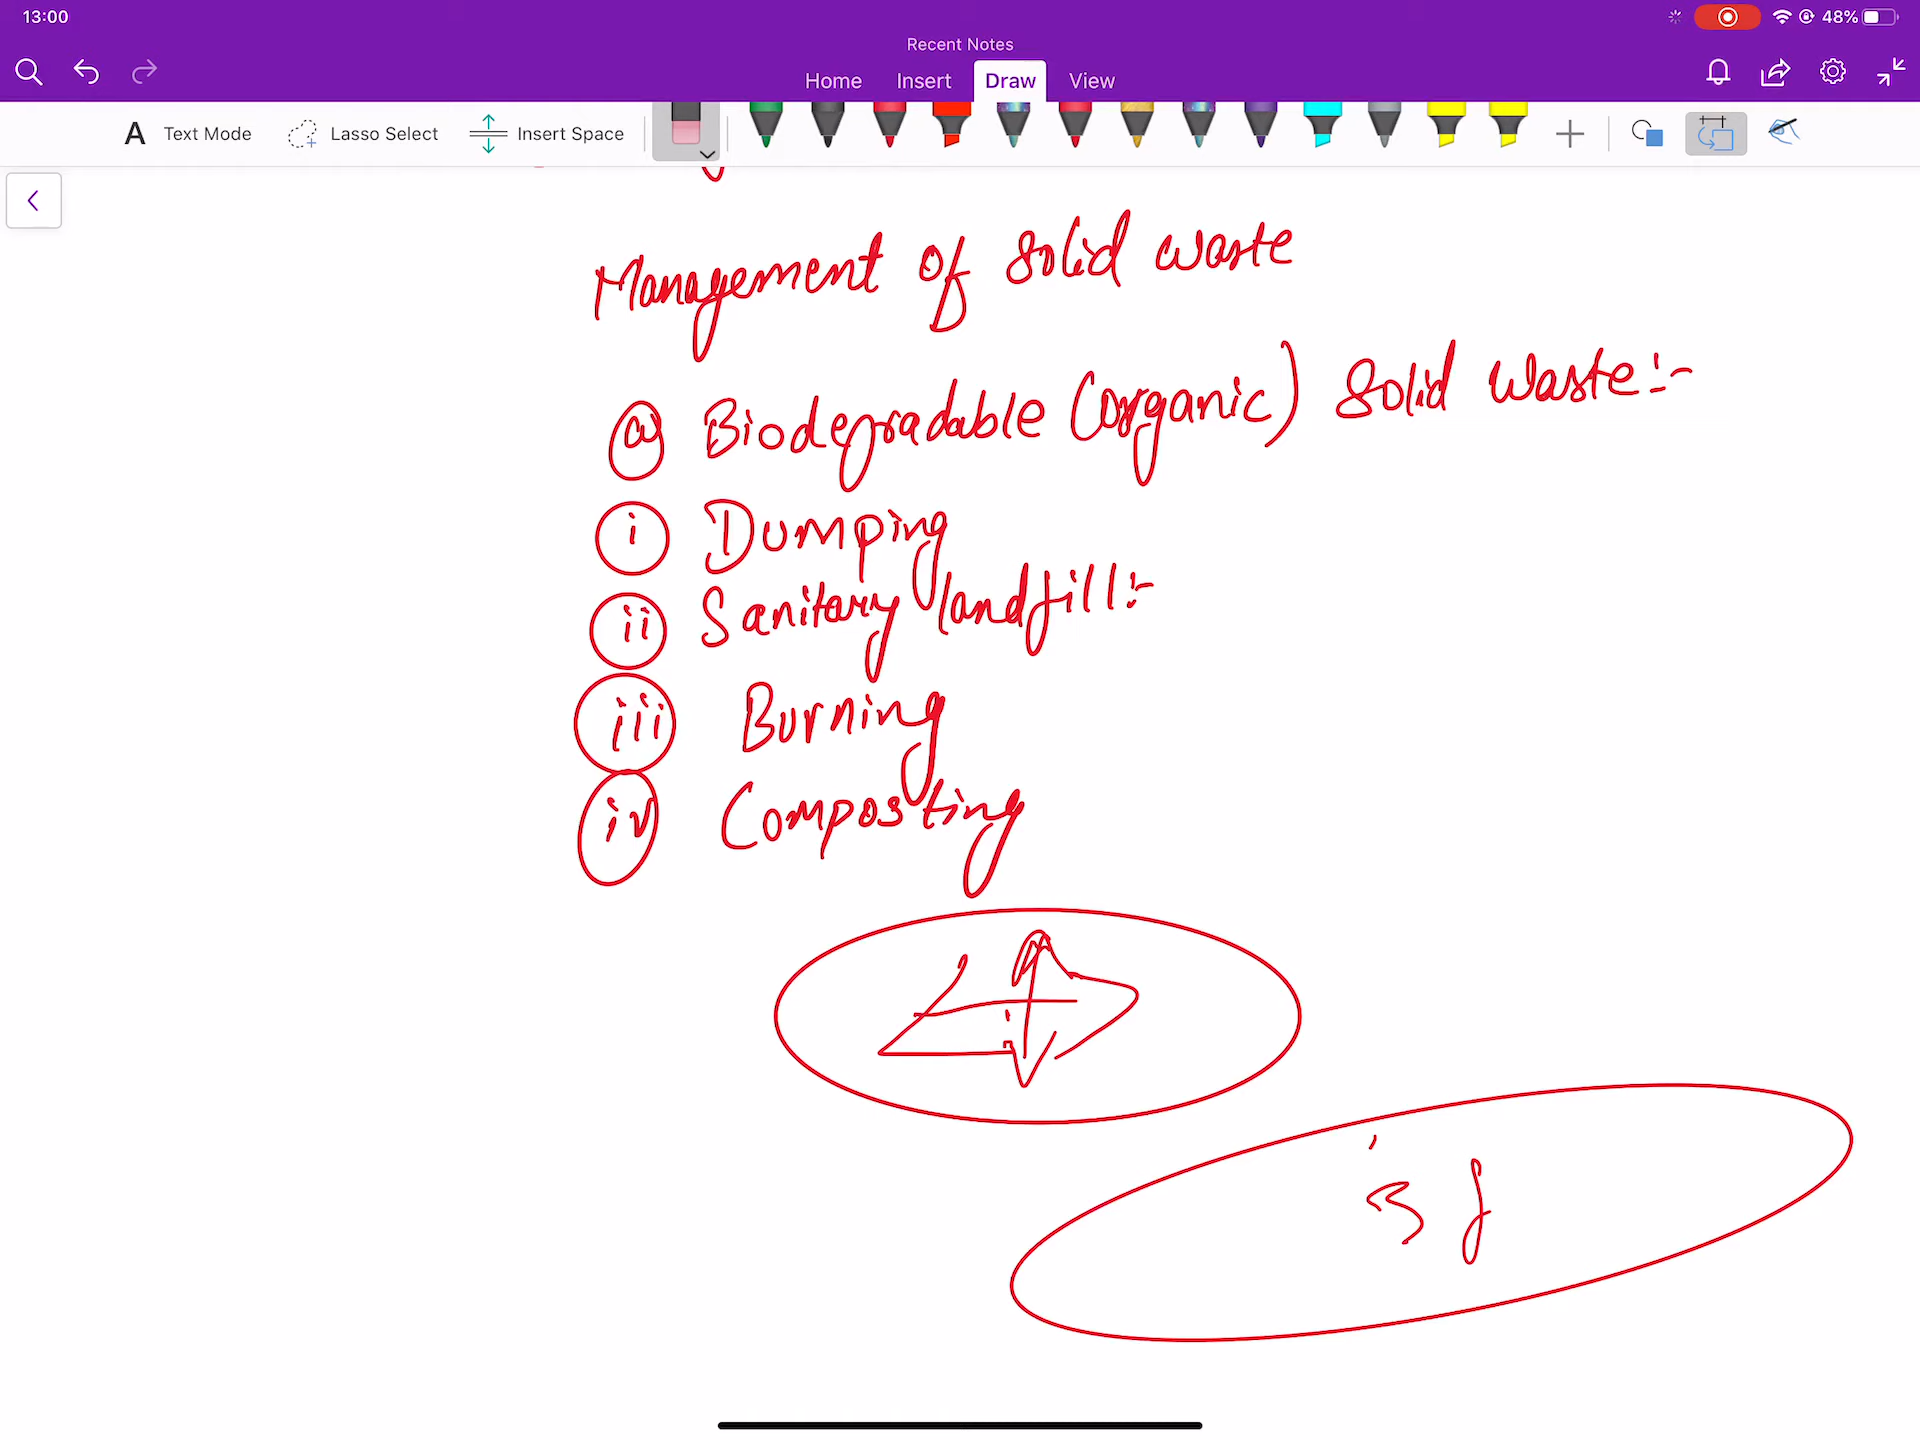 13:00
48%
Recent Notes
Home Insert Draw View
A Text Mode Lasso Select Insert Space
Management of solid waste
(a) Biodegradable (organic) Solid waste:-
(i) Dumping
(ii) Sanitary landfill:-
(iii) Burning
(iv) Composting